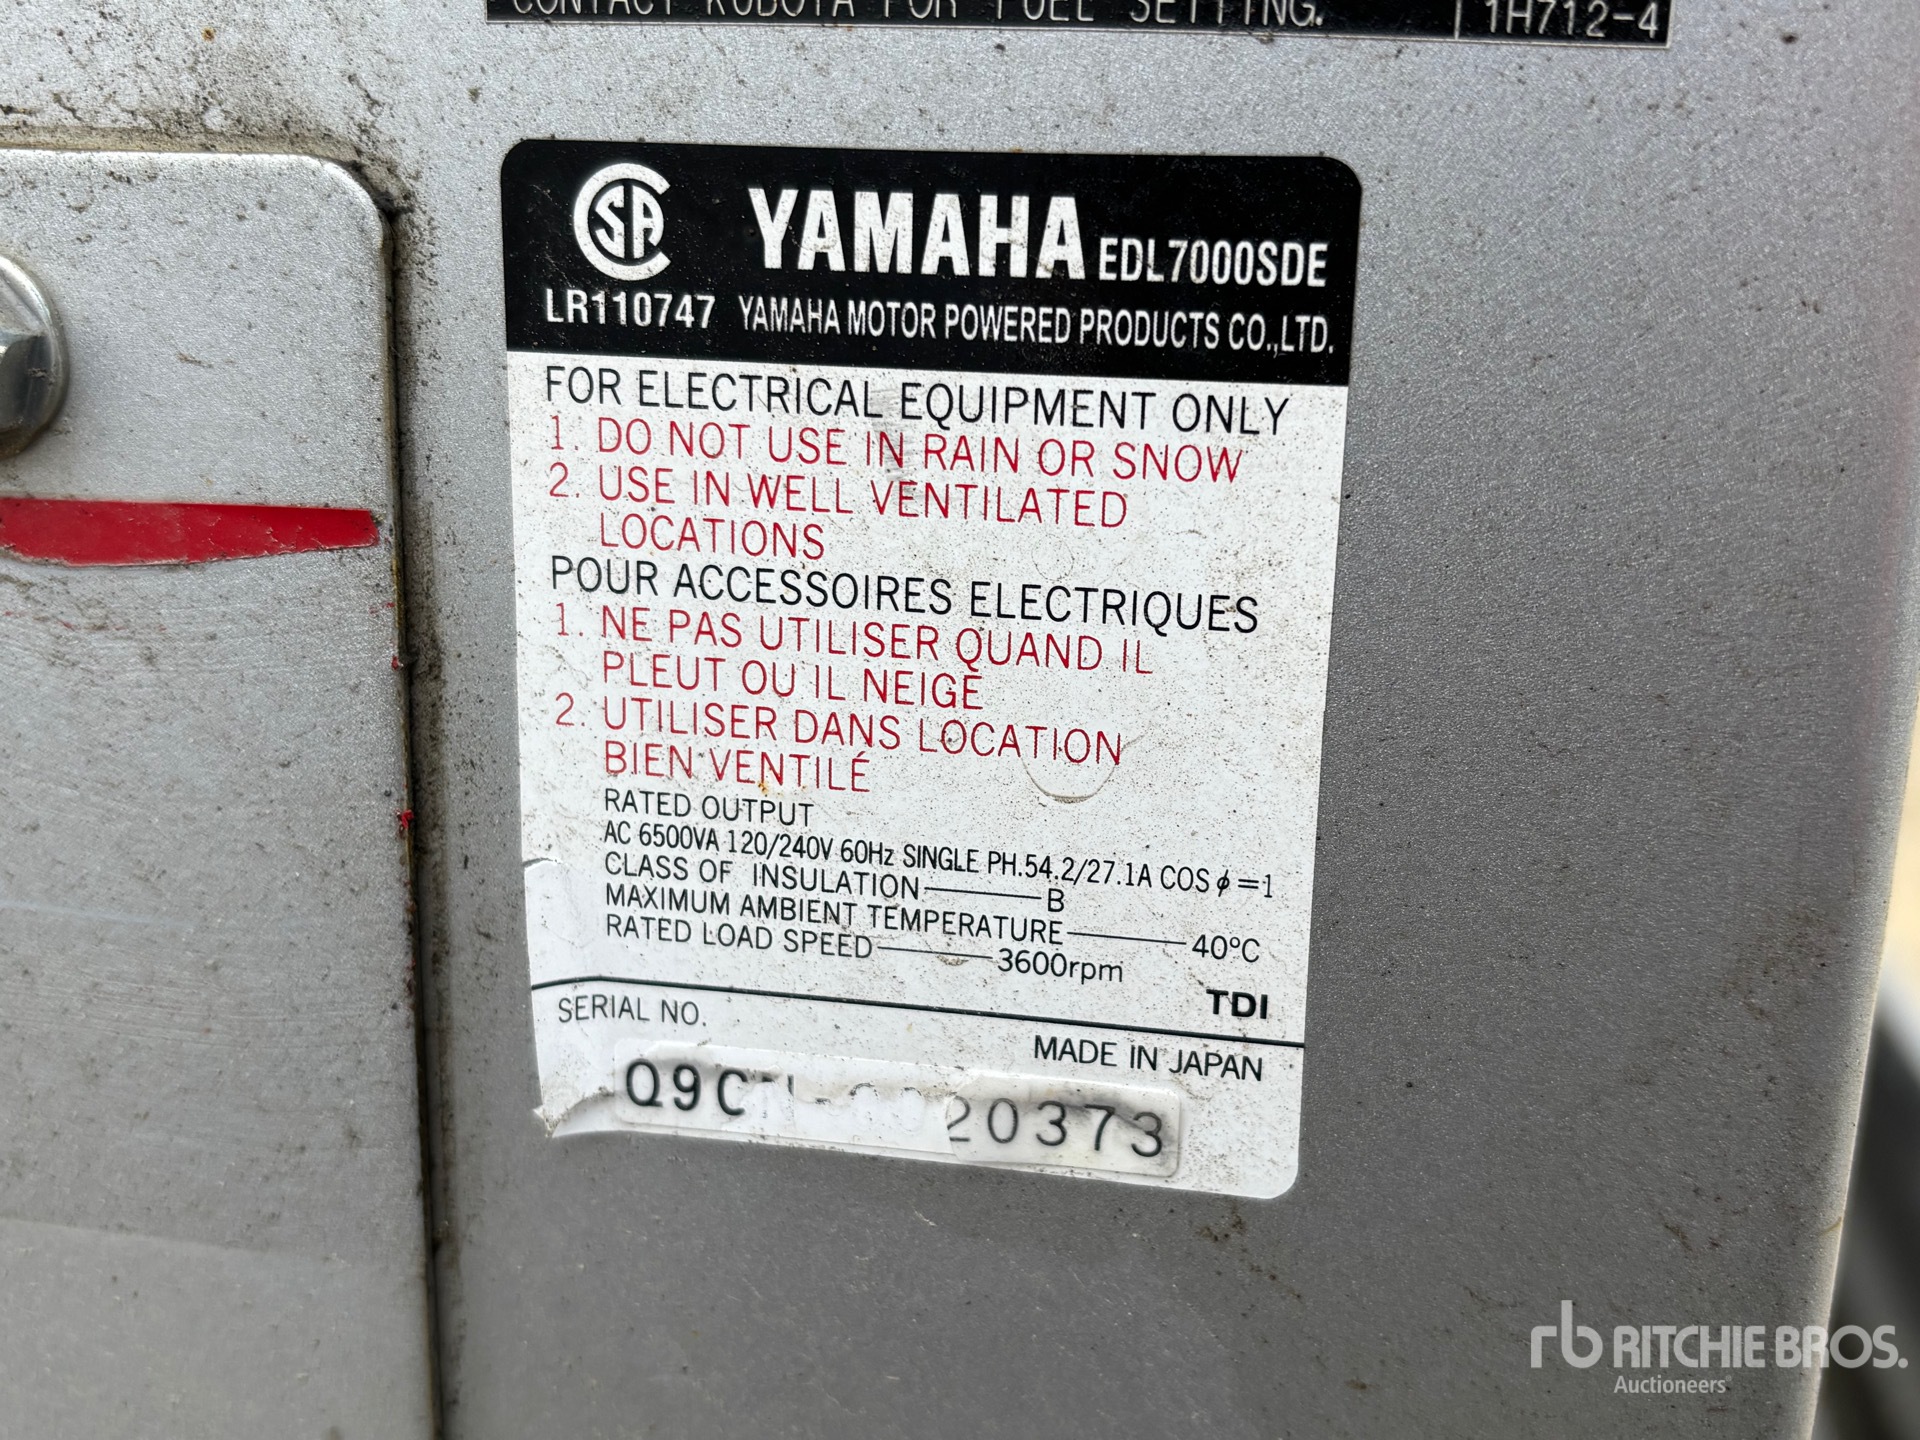 CONTACT KUBOTA FOR FUEL SETTING. 1H712-4
CSA YAMAHA EDL7000SDE
LR110747 YAMAHA MOTOR POWERED PRODUCTS CO.,LTD.
FOR ELECTRICAL EQUIPMENT ONLY
1. DO NOT USE IN RAIN OR SNOW
2. USE IN WELL VENTILATED
LOCATIONS
POUR ACCESSOIRES ELECTRIQUES
1. NE PAS UTILISER QUAND IL
PLEUT OU IL NEIGE
2. UTILISER DANS LOCATION
BIEN VENTILÉ
RATED OUTPUT
AC 6500VA 120/240V 60Hz SINGLE PH.54.2/27.1A COS ϕ=1
CLASS OF INSULATION B
MAXIMUM AMBIENT TEMPERATURE 40°C
RATED LOAD SPEED 3600rpm
TDI
SERIAL NO.
MADE IN JAPAN
Q9C 20373
rb RITCHIE BROS.
Auctioneers